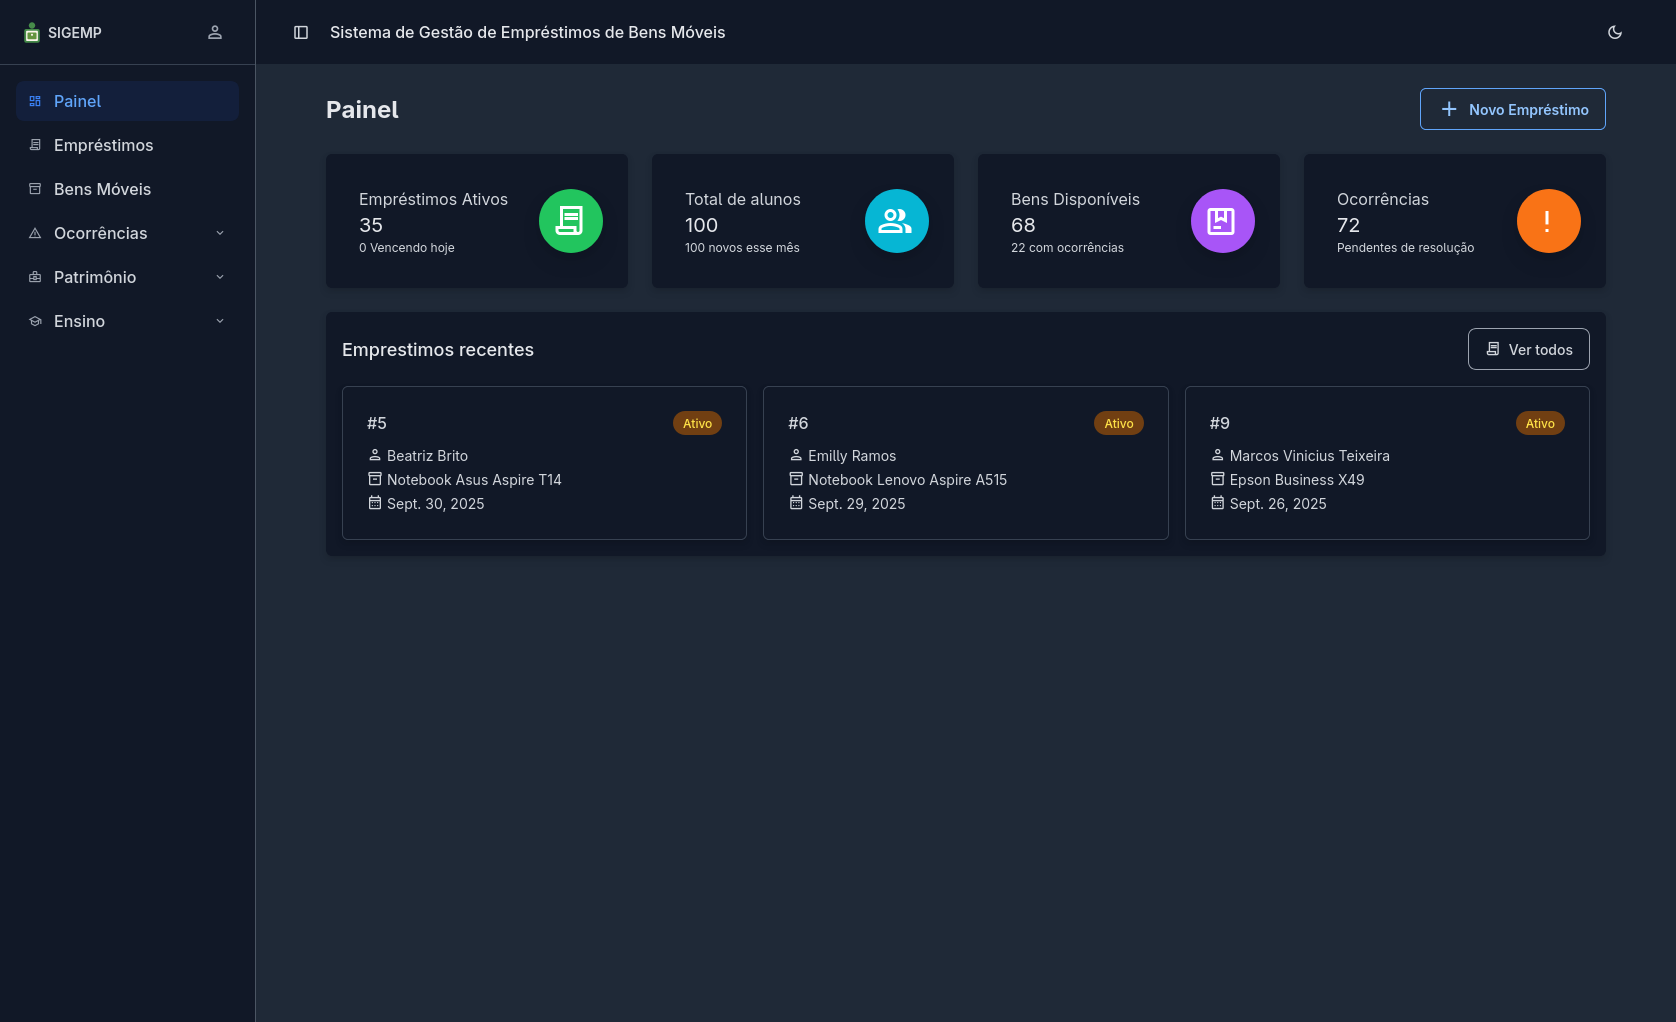 SIGEMP
Sistema de Gestão de Empréstimos de Bens Móveis
Painel
Empréstimos
Bens Móveis
Ocorrências
Patrimônio
Ensino
Painel
Novo Empréstimo
Empréstimos Ativos
35
0 Vencendo hoje
Total de alunos
100
100 novos esse mês
Bens Disponíveis
68
22 com ocorrências
Ocorrências
72
Pendentes de resolução
Emprestimos recentes
Ver todos
#5
Ativo
Beatriz Brito
Notebook Asus Aspire T14
Sept. 30, 2025
#6
Ativo
Emilly Ramos
Notebook Lenovo Aspire A515
Sept. 29, 2025
#9
Ativo
Marcos Vinicius Teixeira
Epson Business X49
Sept. 26, 2025